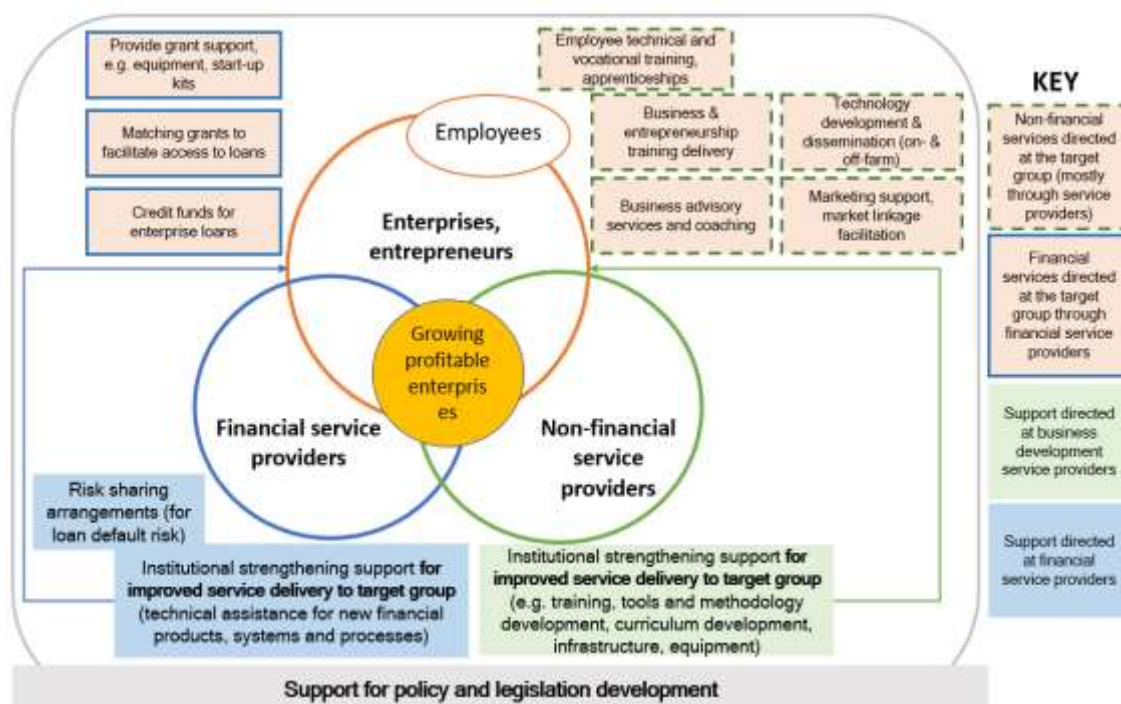 Provide grant support,
e.g. equipment, start-up
kits
Matching grants to
facilitate access to loans
Credit funds for
enterprise loans
Employee technical and
vocational training,
apprenticeships
Business &
entrepreneurship
training delivery
Technology
development &
dissemination (on- &
off-farm)
Business advisory
services and coaching
Marketing support,
market linkage
facilitation
Employees
Enterprises,
entrepreneurs
Growing
profitable
enterpris
es
Financial service
providers
Non-financial
service
providers
Risk sharing
arrangements (for
loan default risk)
Institutional strengthening support for
improved service delivery to target group
(technical assistance for new financial
products, systems and processes)
Institutional strengthening support for
improved service delivery to target group
(e.g. training, tools and methodology
development, curriculum development,
infrastructure, equipment)
Support for policy and legislation development
KEY
Non-financial
services directed
at the target
group (mostly
through service
providers)
Financial
services directed
at the target
group through
financial service
providers
Support directed
at business
development
service providers
Support directed
at financial
service providers